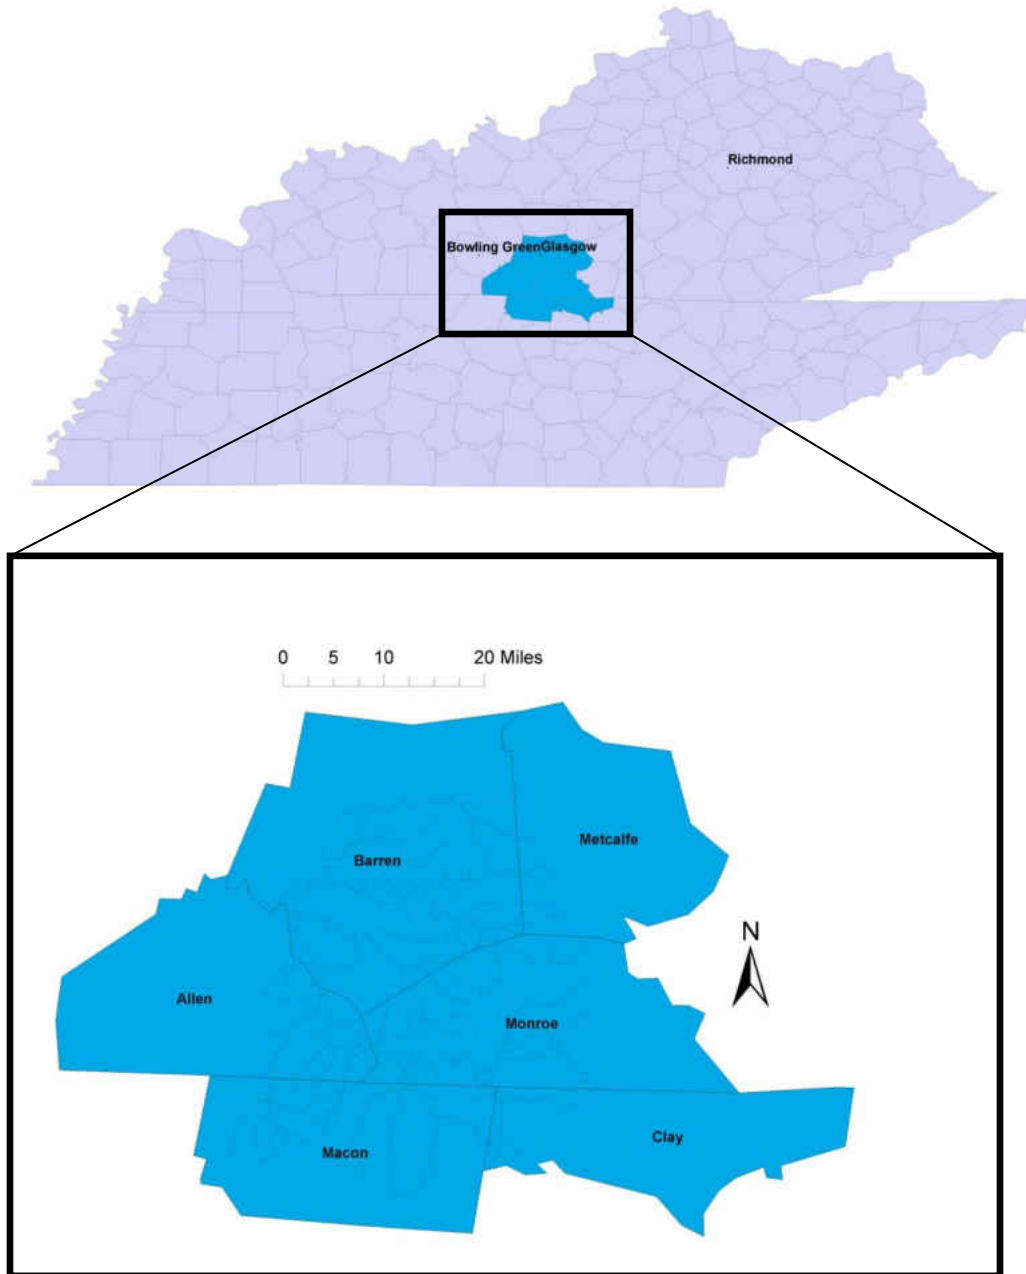 Richmond
Bowling GreenGlasgow
0 5 10 20 Miles
Metcalfe
Barren
N
Allen
Monroe
Clay
Macon